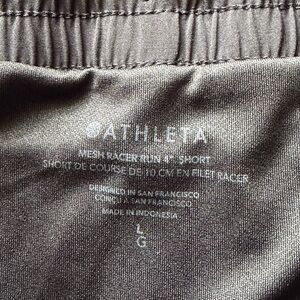 ATHLETA
MESH RACER RUN 4" SHORT
SHORT DE COURSE DE 10 CM EN FILET RACER
DESIGNED IN SAN FRANCISCO
CONÇU À SAN FRANCISCO
MADE IN INDONESIA
L
G